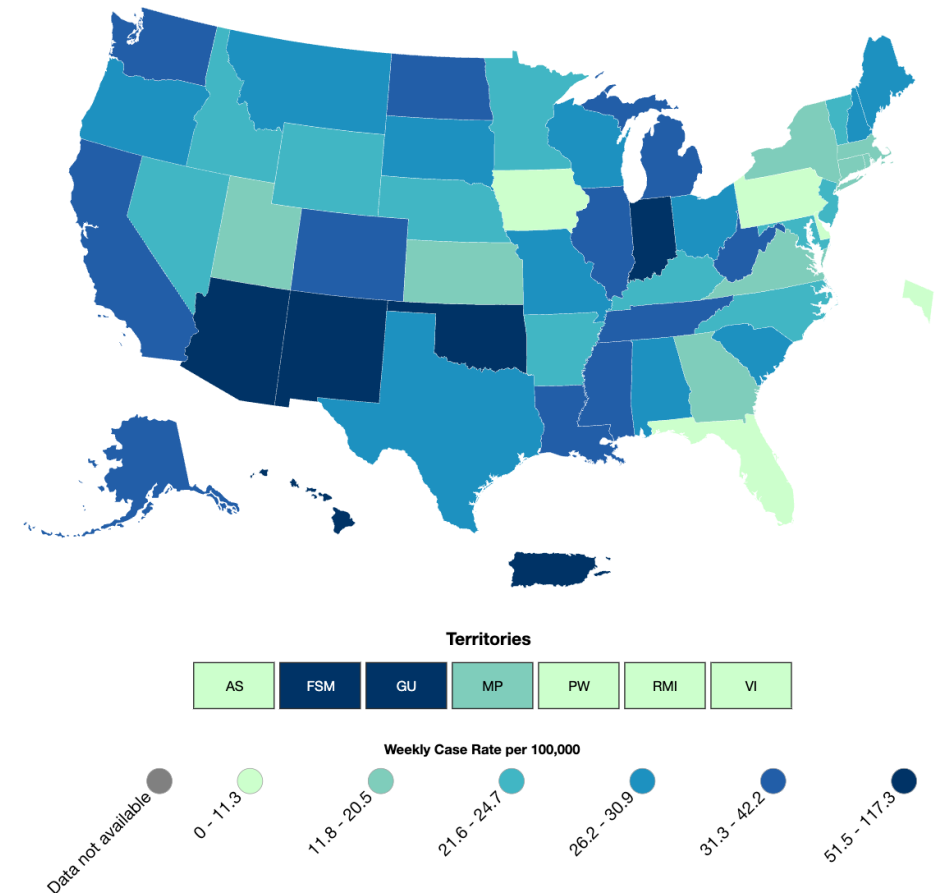 Territories
AS FSM GU MP PW RMI VI
Weekly Case Rate per 100,000
Data not available
0 - 11.3
11.8 - 20.5
21.6 - 24.7
26.2 - 30.9
31.3 - 42.2
51.5 - 117.3